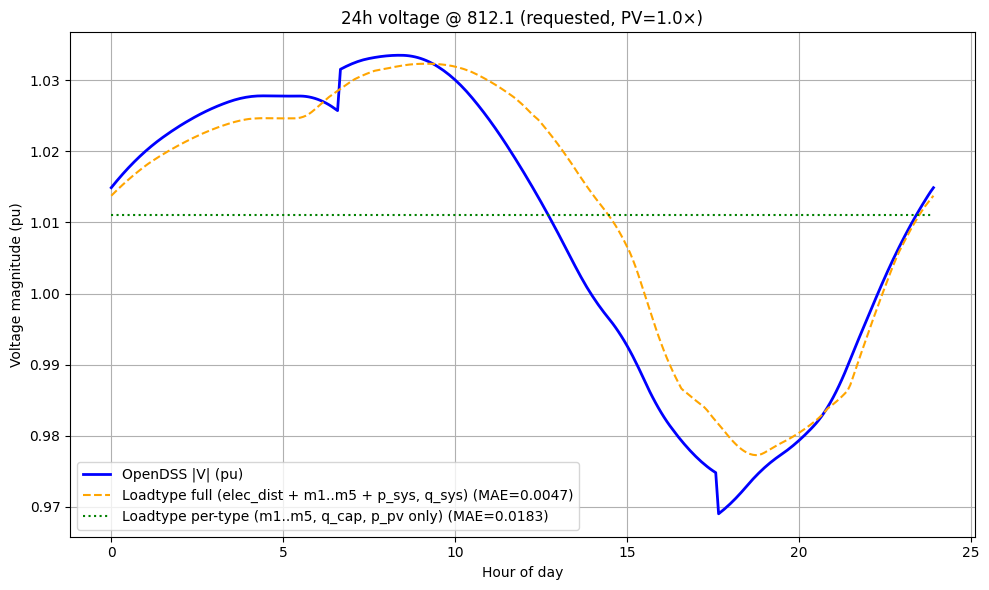 24h voltage @ 812.1 (requested, PV=1.0×)
Voltage magnitude (pu)
1.03
1.02
1.01
1.00
0.99
0.98
0.97
OpenDSS |V| (pu)
Loadtype full (elec_dist + m1..m5 + p_sys, q_sys) (MAE=0.0047)
Loadtype per-type (m1..m5, q_cap, p_pv only) (MAE=0.0183)
0 5 10 15 20 25
Hour of day